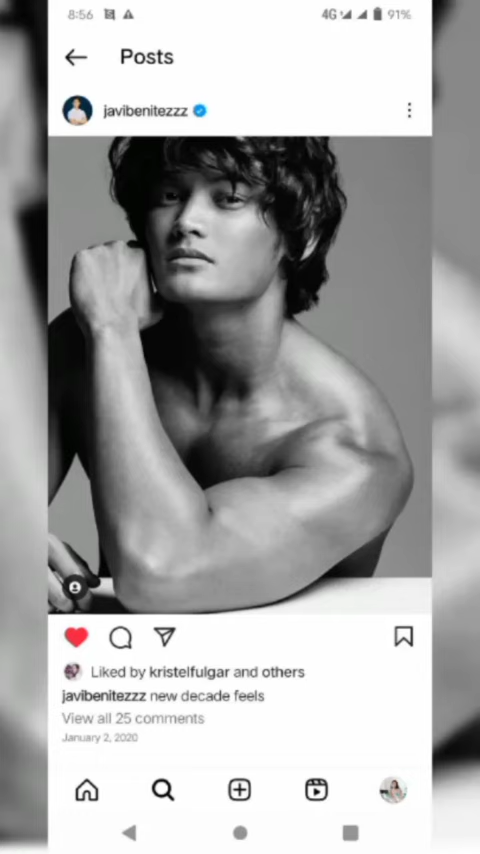 8:56 4G 91%
Posts
javibenitezzz
Liked by kristelfulgar and others
javibenitezzz new decade feels
View all 25 comments
January 2, 2020